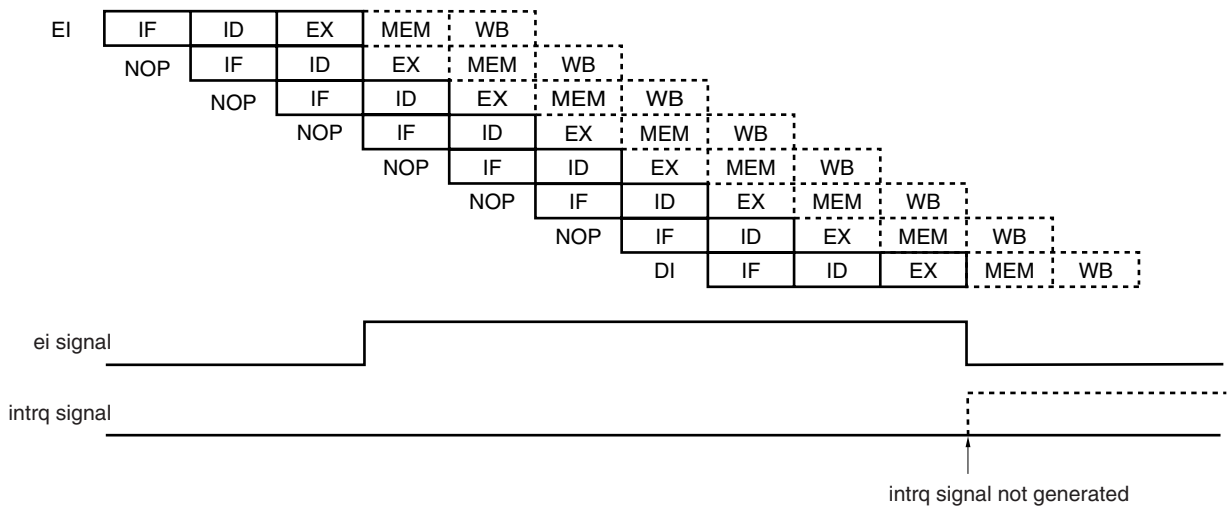 EI IF ID EX MEM WB
NOP IF ID EX MEM WB
NOP IF ID EX MEM WB
NOP IF ID EX MEM WB
NOP IF ID EX MEM WB
NOP IF ID EX MEM WB
NOP IF ID EX MEM WB
DI IF ID EX MEM WB
ei signal
intrq signal
intrq signal not generated